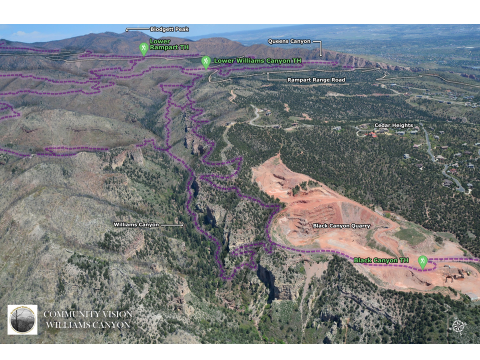 Blodgett Peak
Lower
Rampart TH
Queens Canyon
Lower Williams Canyon TH
Rampart Range Road
Cedar Heights
Williams Canyon
Black Canyon Quarry
Black Canyon TH
COMMUNITY VISION
WILLIAMS CANYON